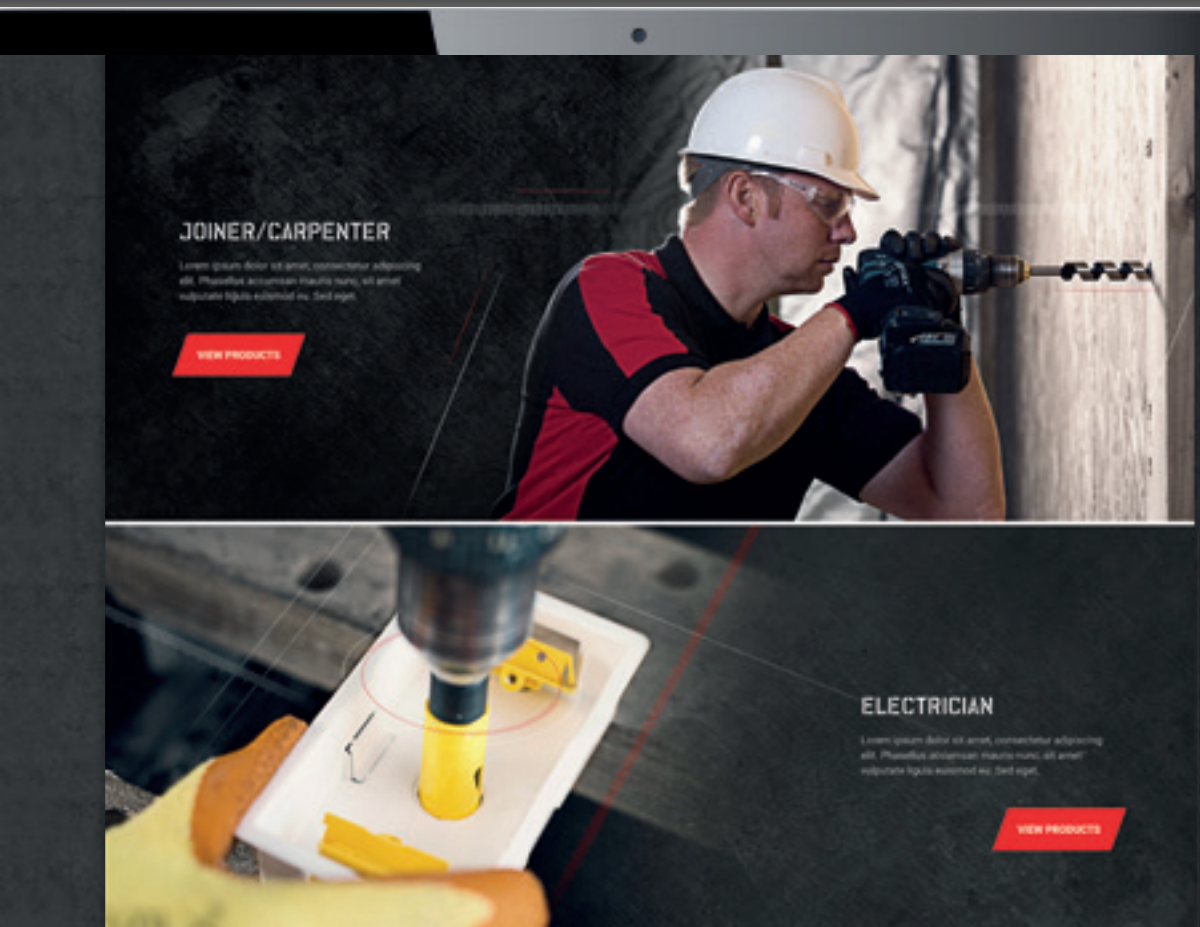 JOINER/CARPENTER
Lorem ipsum dolor sit amet, consectetur adipiscing
elit. Phasellus accumsan mauris nunc, sit amet
vulputate ligula euismod eu. Sed eget.
VIEW PRODUCTS
ELECTRICIAN
Lorem ipsum dolor sit amet, consectetur adipiscing
elit. Phasellus accumsan mauris nunc, sit amet
vulputate ligula euismod eu. Sed eget.
VIEW PRODUCTS